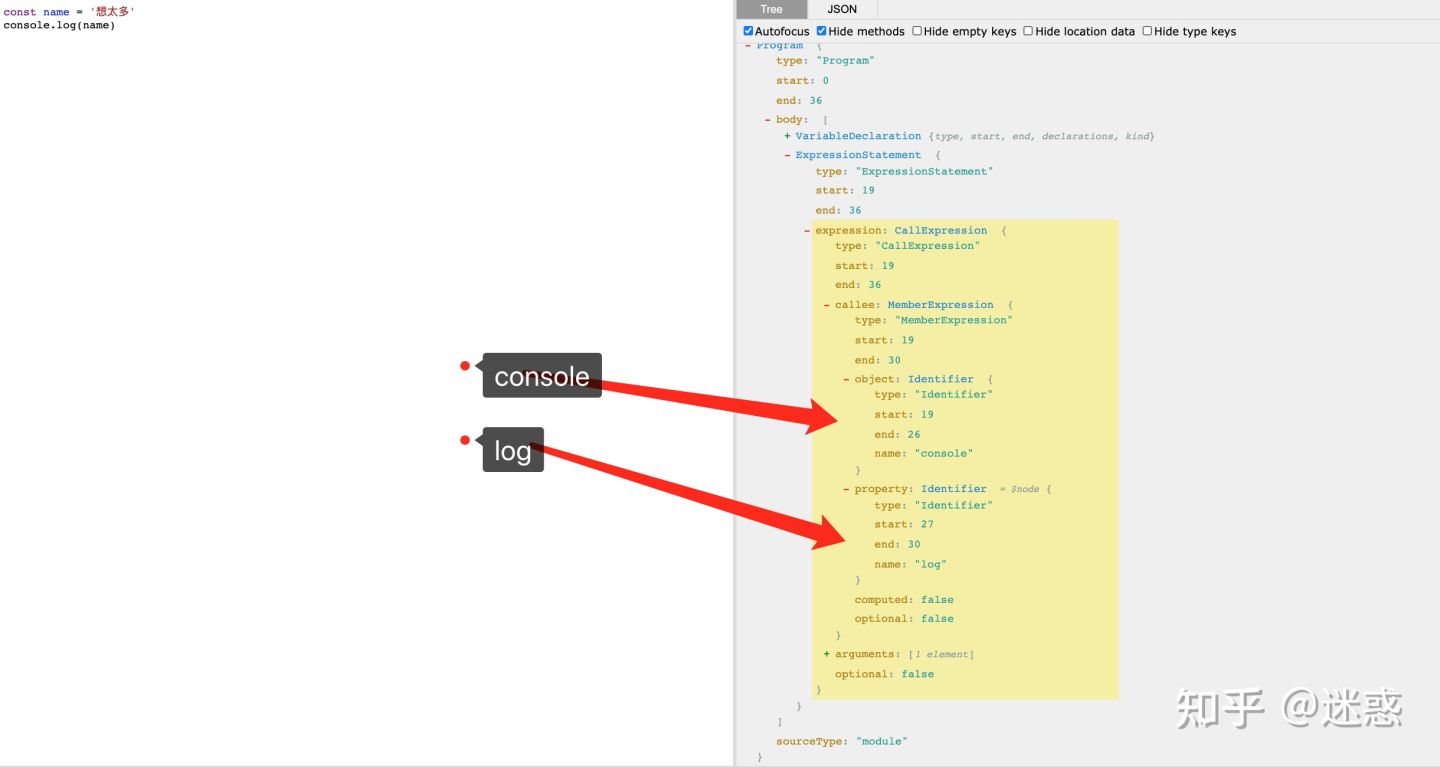 const name = '想太多'
console.log(name)
console
log
Tree JSON
Autofocus Hide methods Hide empty keys Hide location data Hide type keys
- Program {
type: "Program"
start: 0
end: 36
- body: [
+ VariableDeclaration {type, start, end, declarations, kind}
- ExpressionStatement {
type: "ExpressionStatement"
start: 19
end: 36
- expression: CallExpression {
type: "CallExpression"
start: 19
end: 36
- callee: MemberExpression {
type: "MemberExpression"
start: 19
end: 30
- object: Identifier {
type: "Identifier"
start: 19
end: 26
name: "console"
}
- property: Identifier = $node {
type: "Identifier"
start: 27
end: 30
name: "log"
}
computed: false
optional: false
}
+ arguments: [1 element]
optional: false
}
}
]
sourceType: "module"
}
知乎 @迷惑